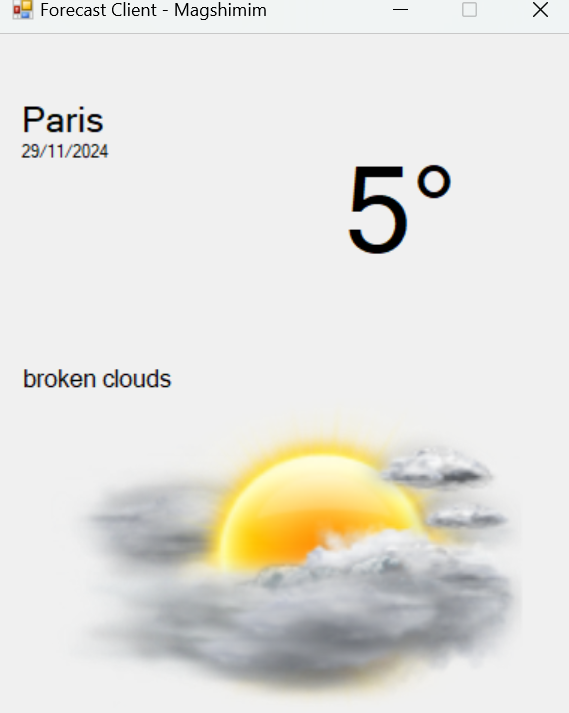 Forecast Client - Magshimim
Paris
29/11/2024
5°
broken clouds